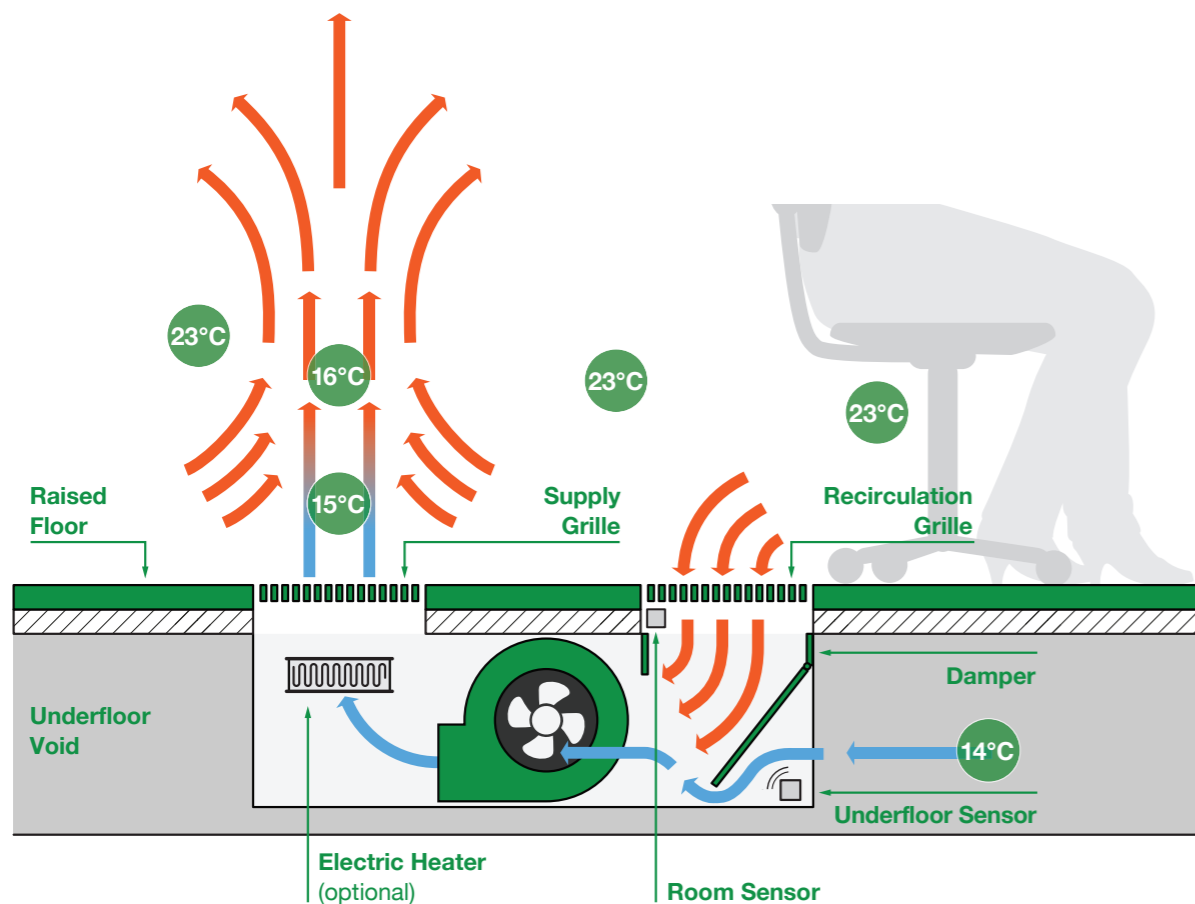 23°C
16°C
23°C
23°C
15°C
Raised
Floor
Supply
Grille
Recirculation
Grille
Damper
Underfloor
Void
14°C
Underfloor Sensor
Electric Heater
(optional)
Room Sensor